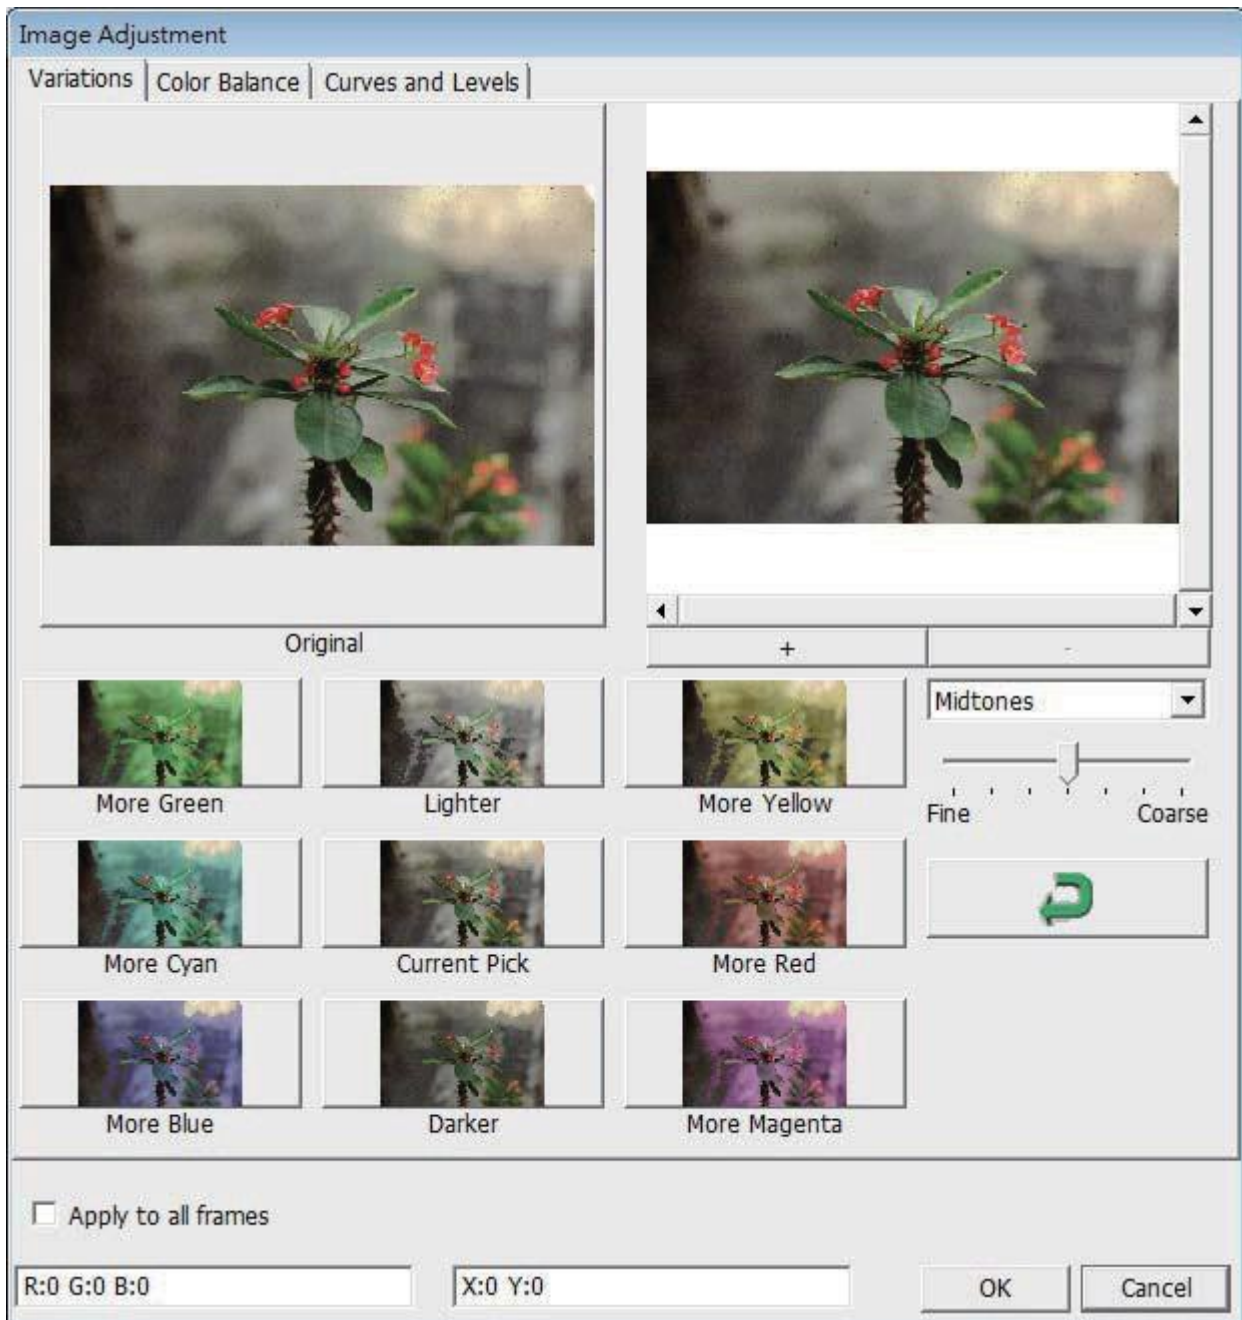 Image Adjustment
Variations Color Balance Curves and Levels
Original
+ -
Midtones
More Green Lighter More Yellow
Fine Coarse
More Cyan Current Pick More Red
More Blue Darker More Magenta
Apply to all frames
R:0 G:0 B:0 X:0 Y:0 OK Cancel